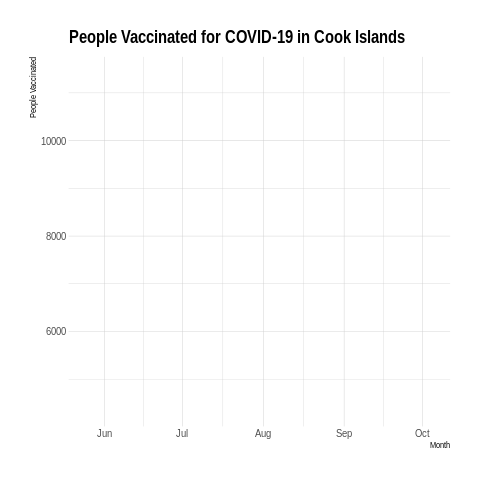 People Vaccinated for COVID-19 in Cook Islands
People Vaccinated
10000
8000
6000
Jun Jul Aug Sep Oct
Month